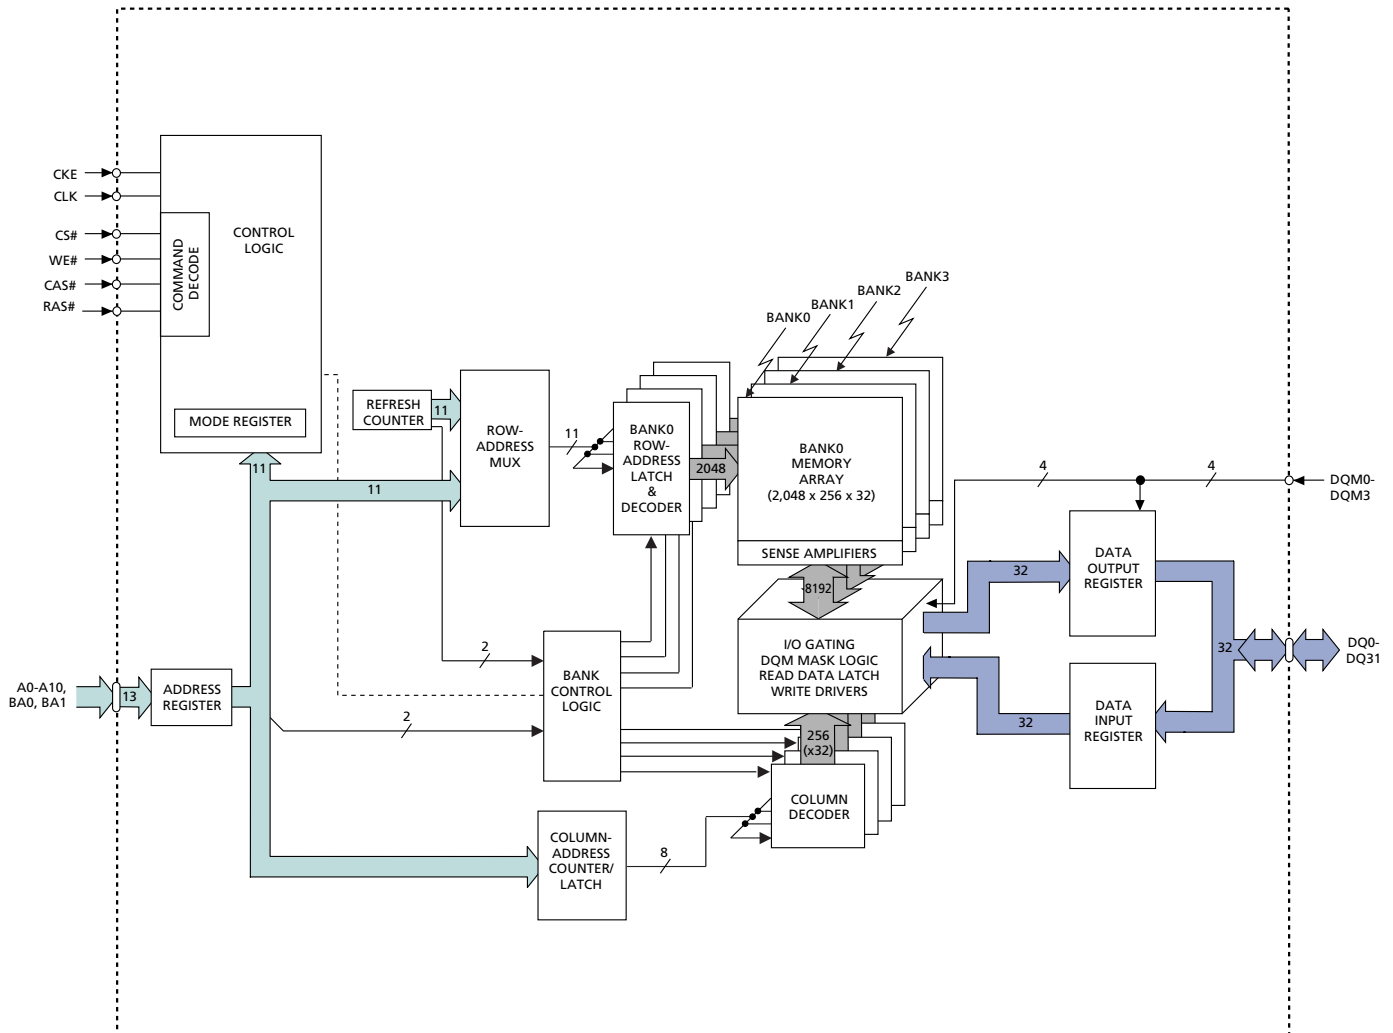 CKE
CLK
CS#
WE#
CAS#
RAS#
COMMAND
DECODE
CONTROL
LOGIC
MODE REGISTER
11
11
REFRESH
COUNTER
11
ROW-
ADDRESS
MUX
11
BANK0
ROW-
ADDRESS
LATCH
&
DECODER
2048
BANK0
BANK1
BANK2
BANK3
BANK0
MEMORY
ARRAY
(2,048 x 256 x 32)
SENSE AMPLIFIERS
8192
I/O GATING
DQM MASK LOGIC
READ DATA LATCH
WRITE DRIVERS
256
(x32)
COLUMN
DECODER
4
4
DQM0-
DQM3
DATA
OUTPUT
REGISTER
32
32
DQ0-
DQ31
DATA
INPUT
REGISTER
32
A0-A10,
BA0, BA1
13
ADDRESS
REGISTER
2
2
BANK
CONTROL
LOGIC
COLUMN-
ADDRESS
COUNTER/
LATCH
8